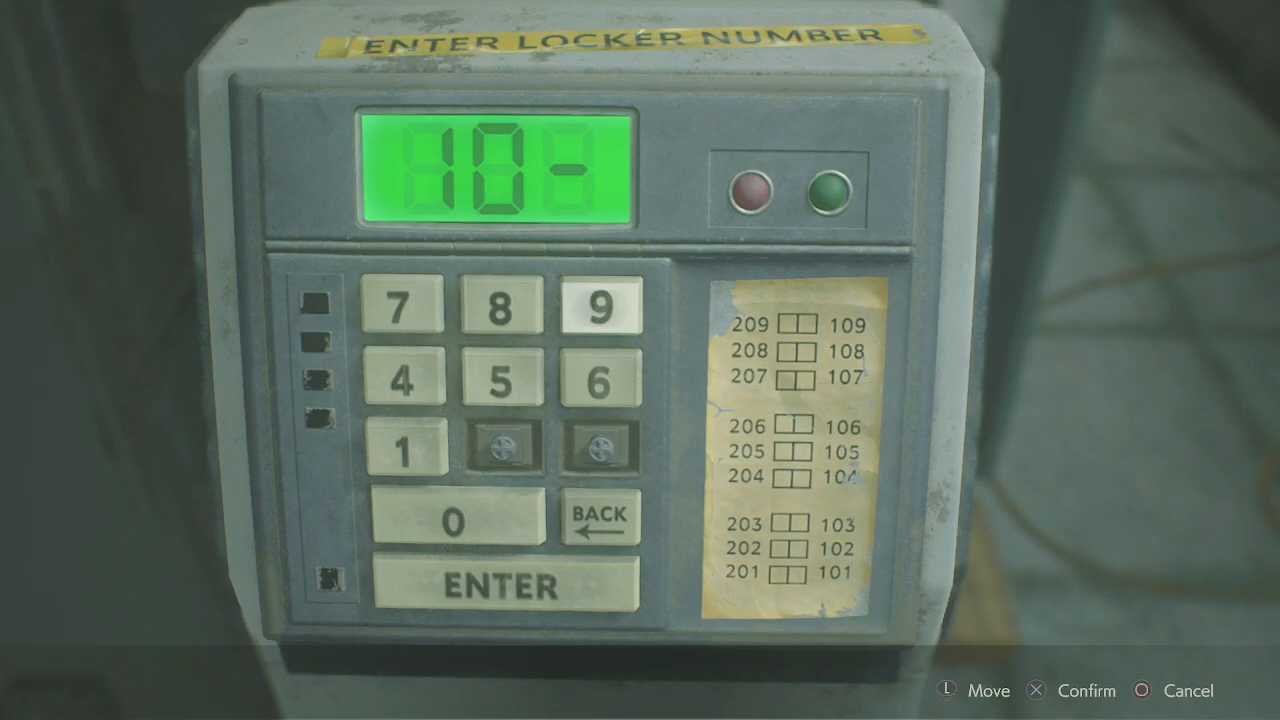 ENTER LOCKER NUMBER
10-
7 8 9
4 5 6
1
0 BACK
ENTER
209 109
208 108
207 107
206 106
205 105
204 104
203 103
202 102
201 101
L Move X Confirm O Cancel